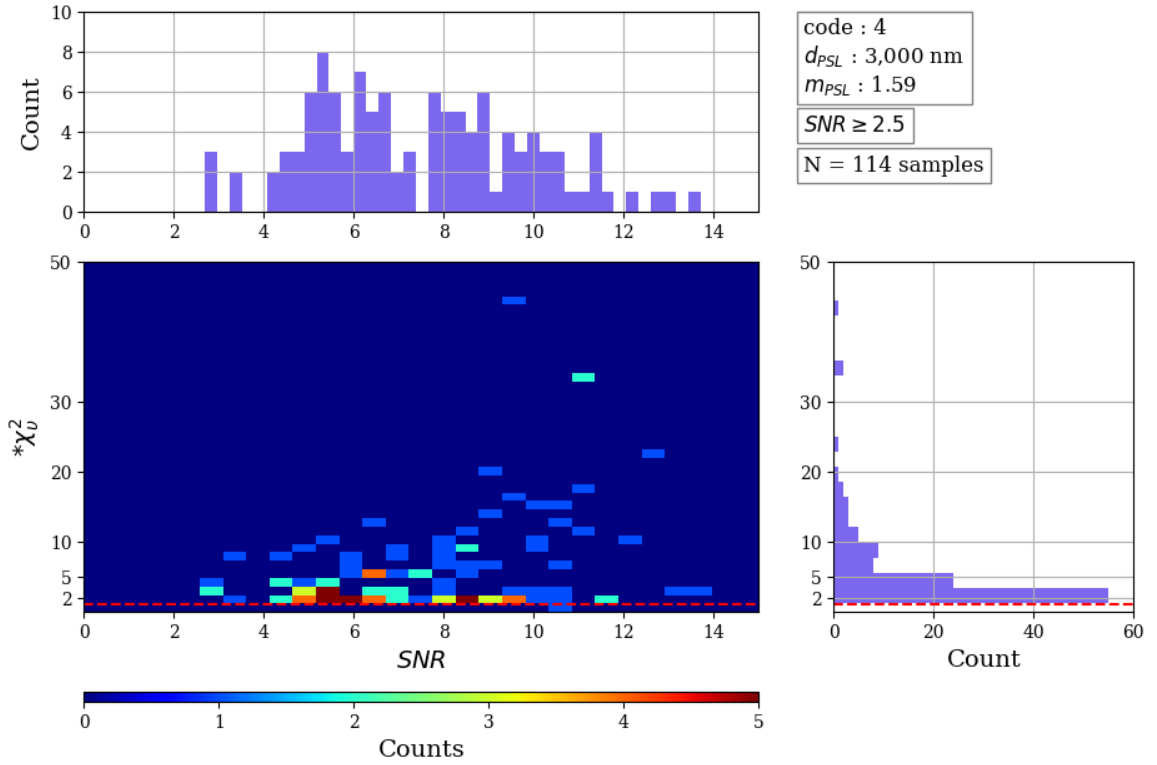 10
8
6
4
2
0
Count
0 2 4 6 8 10 12 14
code : 4
d_PSL : 3,000 nm
m_PSL : 1.59
SNR ≥ 2.5
N = 114 samples
50
30
20
10
5
2
*χ²_υ
0 2 4 6 8 10 12 14
SNR
50
30
20
10
5
2
0 20 40 60
Count
0 1 2 3 4 5
Counts